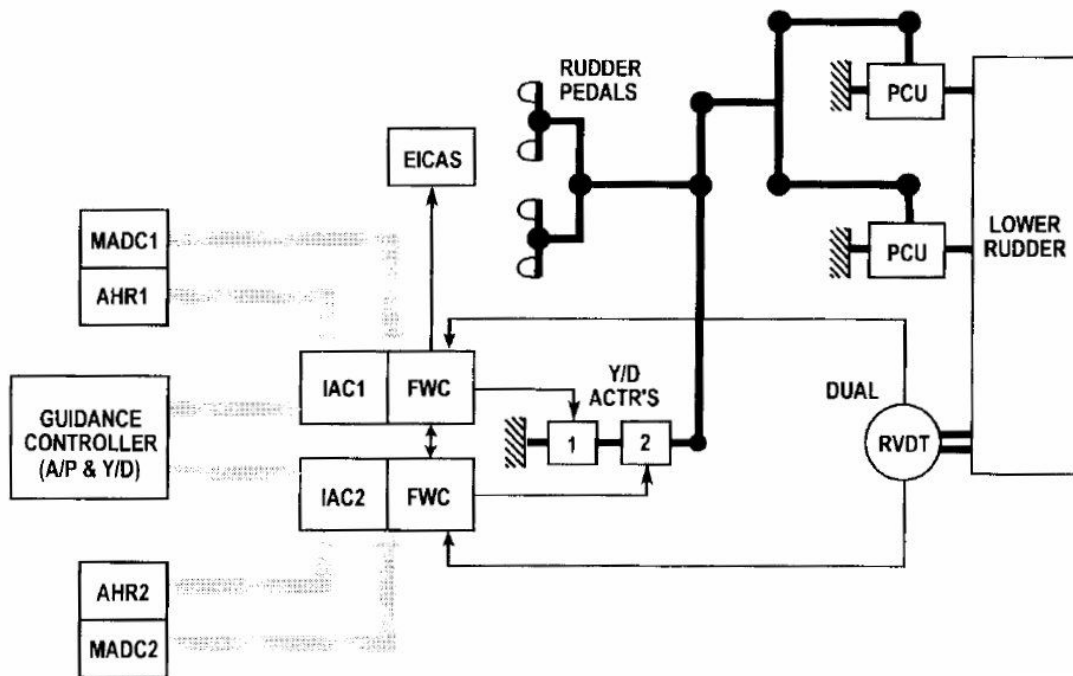 RUDDER
PEDALS
PCU
EICAS
MADC1
AHR1
PCU
LOWER
RUDDER
IAC1
FWC
Y/D
ACTR'S
DUAL
GUIDANCE
CONTROLLER
(A/P & Y/D)
1
2
RVDT
IAC2
FWC
AHR2
MADC2